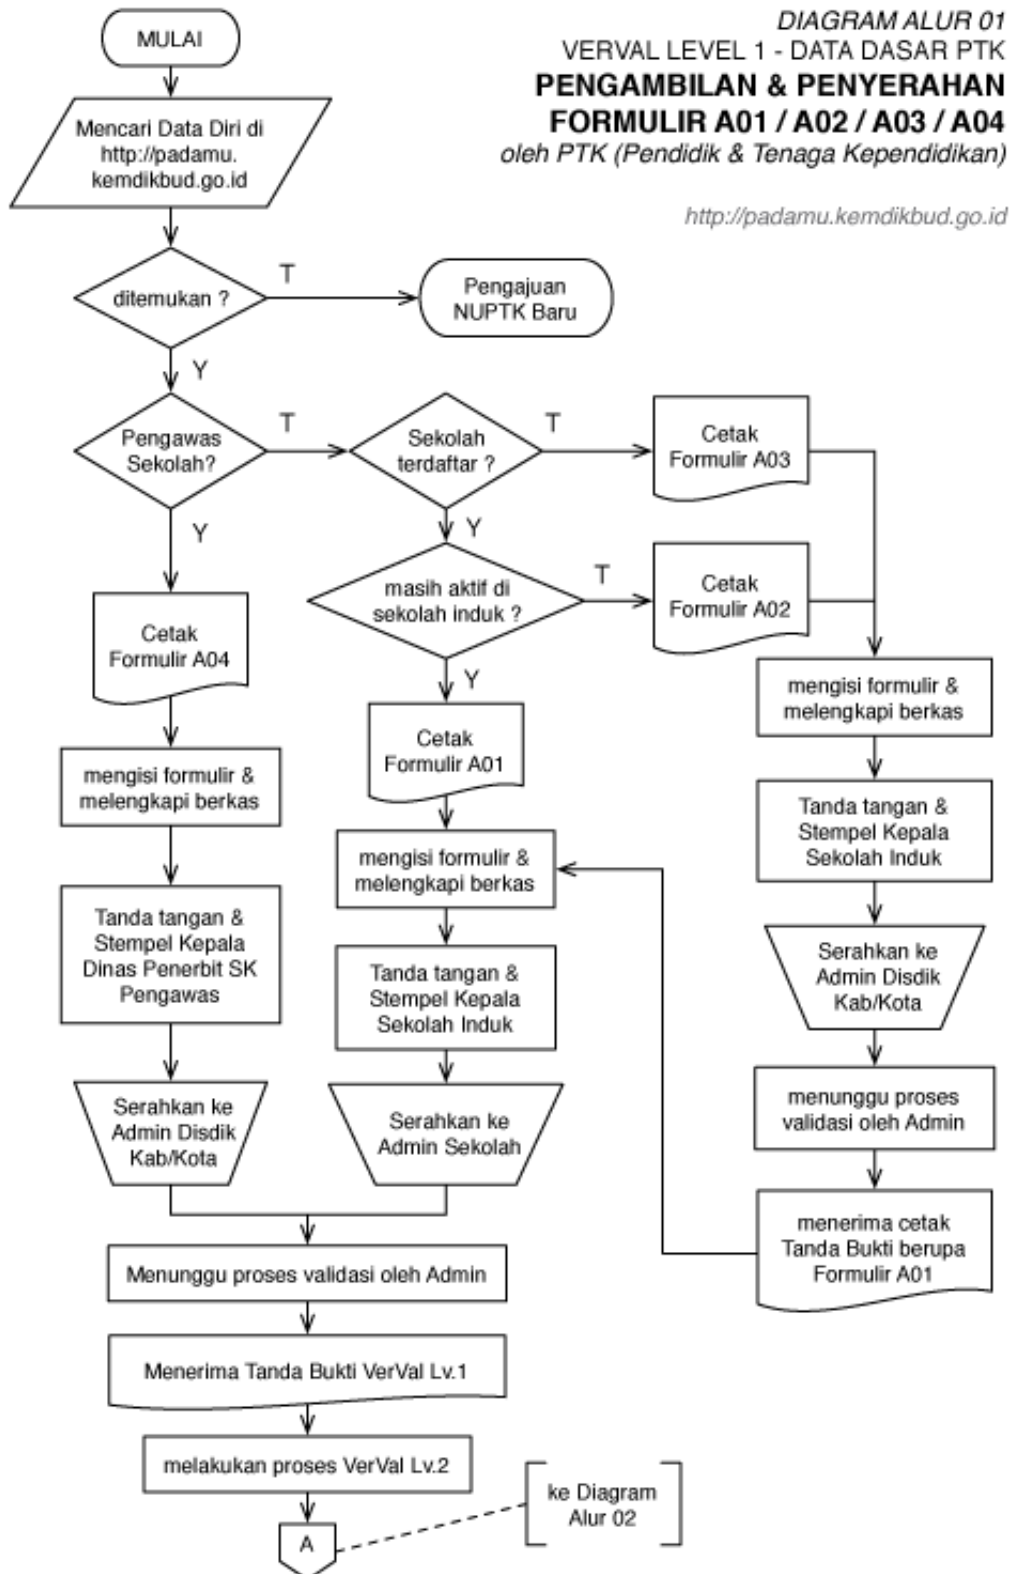 DIAGRAM ALUR 01
VERVAL LEVEL 1 - DATA DASAR PTK
PENGAMBILAN & PENYERAHAN
FORMULIR A01 / A02 / A03 / A04
oleh PTK (Pendidik & Tenaga Kependidikan)
http://padamu.kemdikbud.go.id
MULAI
Mencari Data Diri di
http://padamu.
kemdikbud.go.id
ditemukan ?
T
Pengajuan
NUPTK Baru
Y
Pengawas
Sekolah?
T
Sekolah
terdaftar ?
T
Cetak
Formulir A03
Y
Y
masih aktif di
sekolah induk ?
T
Cetak
Formulir A02
Cetak
Formulir A04
Y
Cetak
Formulir A01
mengisi formulir &
melengkapi berkas
mengisi formulir &
melengkapi berkas
mengisi formulir &
melengkapi berkas
Tanda tangan &
Stempel Kepala
Sekolah Induk
Tanda tangan &
Stempel Kepala
Dinas Penerbit SK
Pengawas
Tanda tangan &
Stempel Kepala
Sekolah Induk
Serahkan ke
Admin Disdik
Kab/Kota
Serahkan ke
Admin Disdik
Kab/Kota
Serahkan ke
Admin Sekolah
menunggu proses
validasi oleh Admin
menerima cetak
Tanda Bukti berupa
Formulir A01
Menunggu proses validasi oleh Admin
Menerima Tanda Bukti VerVal Lv.1
melakukan proses VerVal Lv.2
A
ke Diagram
Alur 02